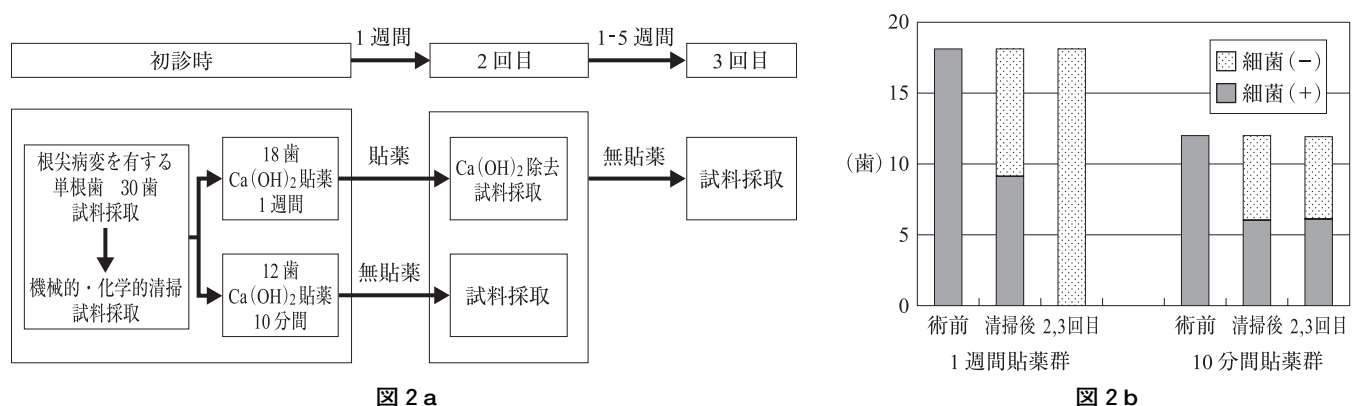 1 週間
1-5 週間
初診時
2 回目
3 回目
根尖病変を有する
単根歯 30 歯
試料採取
機械的・化学的清掃
試料採取
18 歯
Ca(OH)2 貼薬
1 週間
12 歯
Ca(OH)2 貼薬
10 分間
貼薬
無貼薬
Ca(OH)2 除去
試料採取
試料採取
無貼薬
試料採取
図 2 a
20
15
10
5
0
(歯)
細菌(-)
細菌(+)
術前 清掃後 2,3回目
術前 清掃後 2,3回目
1 週間貼薬群
10 分間貼薬群
図 2 b